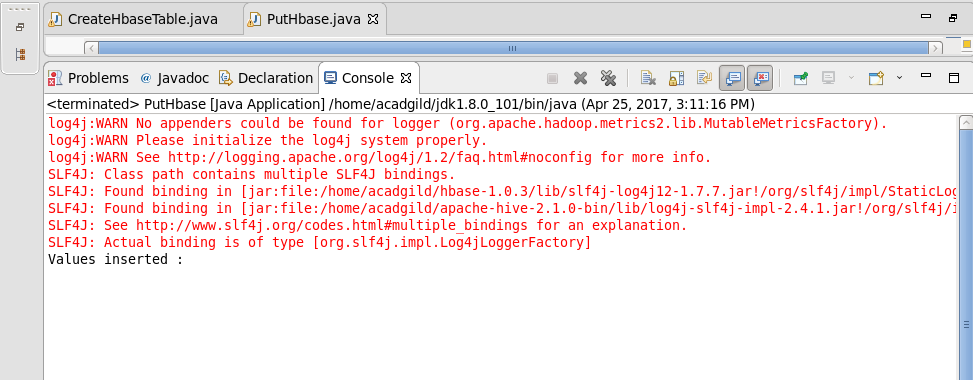 CreateHbaseTable.java PutHbase.java
Problems @ Javadoc Declaration Console
<terminated> PutHbase [Java Application] /home/acadgild/jdk1.8.0_101/bin/java (Apr 25, 2017, 3:11:16 PM)
log4j:WARN No appenders could be found for logger (org.apache.hadoop.metrics2.lib.MutableMetricsFactory).
log4j:WARN Please initialize the log4j system properly.
log4j:WARN See http://logging.apache.org/log4j/1.2/faq.html#noconfig for more info.
SLF4J: Class path contains multiple SLF4J bindings.
SLF4J: Found binding in [jar:file:/home/acadgild/hbase-1.0.3/lib/slf4j-log4j12-1.7.7.jar!/org/slf4j/impl/StaticLog
SLF4J: Found binding in [jar:file:/home/acadgild/apache-hive-2.1.0-bin/lib/log4j-slf4j-impl-2.4.1.jar!/org/slf4j/i
SLF4J: See http://www.slf4j.org/codes.html#multiple_bindings for an explanation.
SLF4J: Actual binding is of type [org.slf4j.impl.Log4jLoggerFactory]
Values inserted :